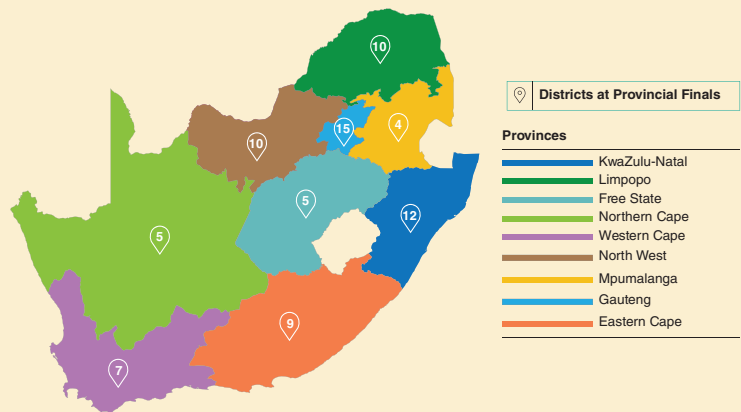 10
10
15
4
5
5
12
9
7
Districts at Provincial Finals
Provinces
KwaZulu-Natal
Limpopo
Free State
Northern Cape
Western Cape
North West
Mpumalanga
Gauteng
Eastern Cape